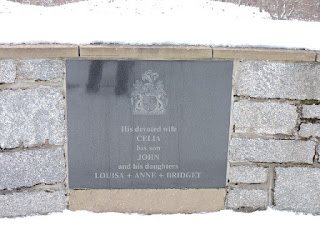 His devoted wife
CELIA
his son
JOHN
and his daughters
LOUISA + ANNE + BRIDGET